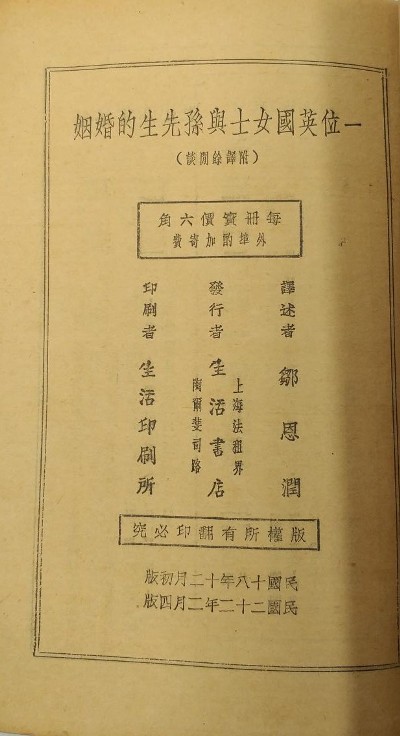 一位英國女士與孫先生的婚姻
（附譯餘閒談）
每冊實價六角
外埠酌加寄費
譯述者 鄒恩潤
發行者 生活書店
上海法租界
陶爾斐司路
印刷者 生活印刷所
版權所有翻印必究
民國十八年十二月初版
民國二十二年二月四版